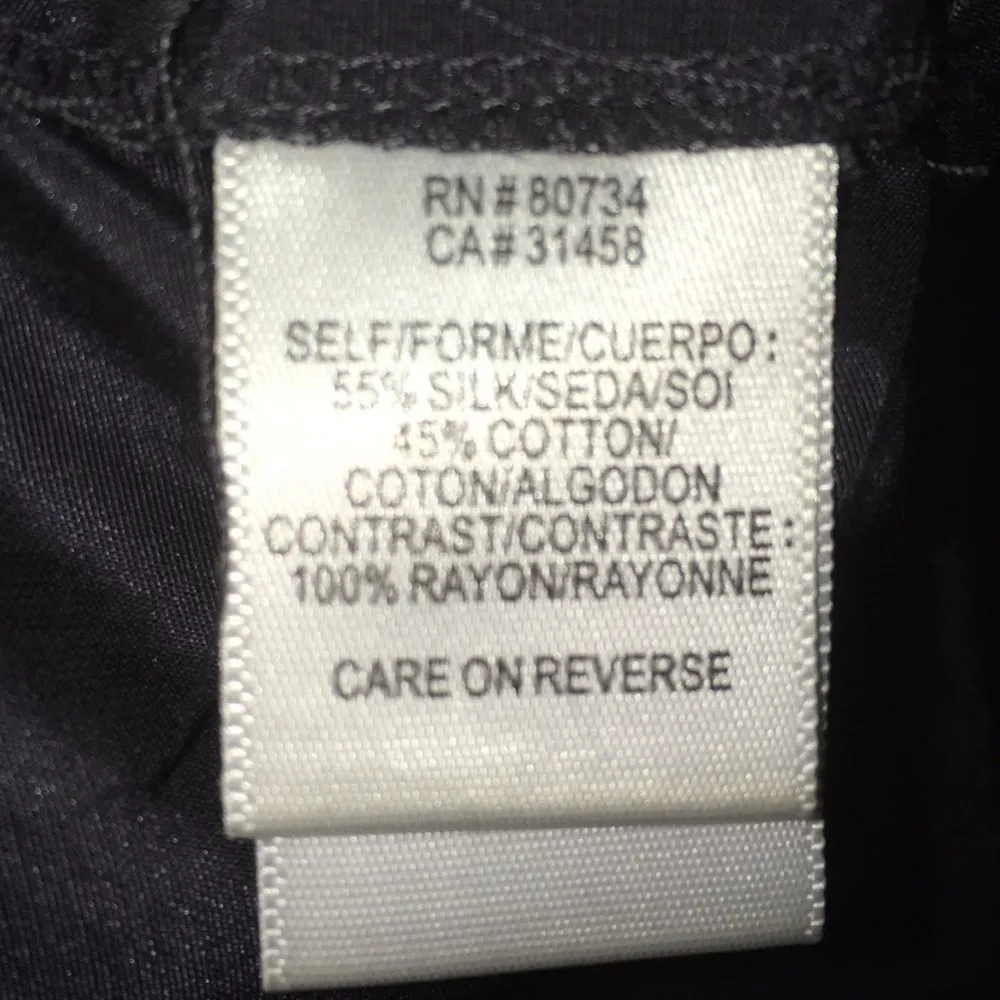 RN # 80734
CA # 31458
SELF/FORME/CUERPO :
55% SILK/SEDA/SOI
45% COTTON/
COTON/ALGODON
CONTRAST/CONTRASTE :
100% RAYON/RAYONNE
CARE ON REVERSE